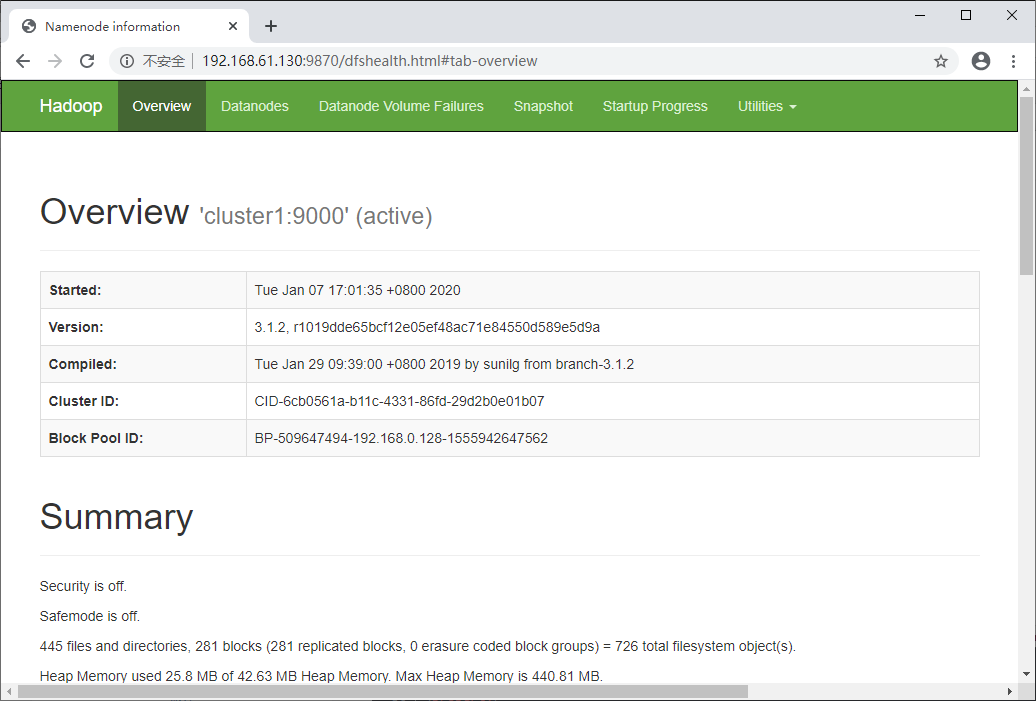 Namenode information
不安全 192.168.61.130:9870/dfshealth.html#tab-overview
Hadoop Overview Datanodes Datanode Volume Failures Snapshot Startup Progress Utilities
Overview 'cluster1:9000' (active)
Started: Tue Jan 07 17:01:35 +0800 2020
Version: 3.1.2, r1019dde65bcf12e05ef48ac71e84550d589e5d9a
Compiled: Tue Jan 29 09:39:00 +0800 2019 by sunilg from branch-3.1.2
Cluster ID: CID-6cb0561a-b11c-4331-86fd-29d2b0e01b07
Block Pool ID: BP-509647494-192.168.0.128-1555942647562
Summary
Security is off.
Safemode is off.
445 files and directories, 281 blocks (281 replicated blocks, 0 erasure coded block groups) = 726 total filesystem object(s).
Heap Memory used 25.8 MB of 42.63 MB Heap Memory. Max Heap Memory is 440.81 MB.